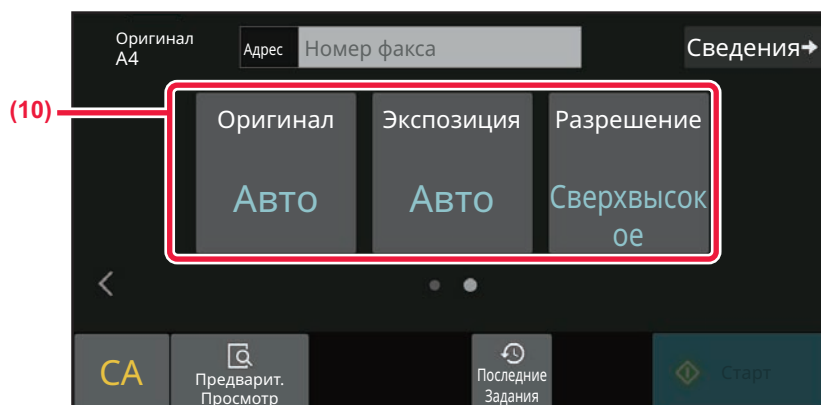 Оригинал
A4
Адрес
Номер факса
Сведения
(10)
Оригинал
Экспозиция
Разрешение
Авто
Авто
Сверхвысок
ое
CA
Предварит.
Просмотр
Последние
Задания
Старт